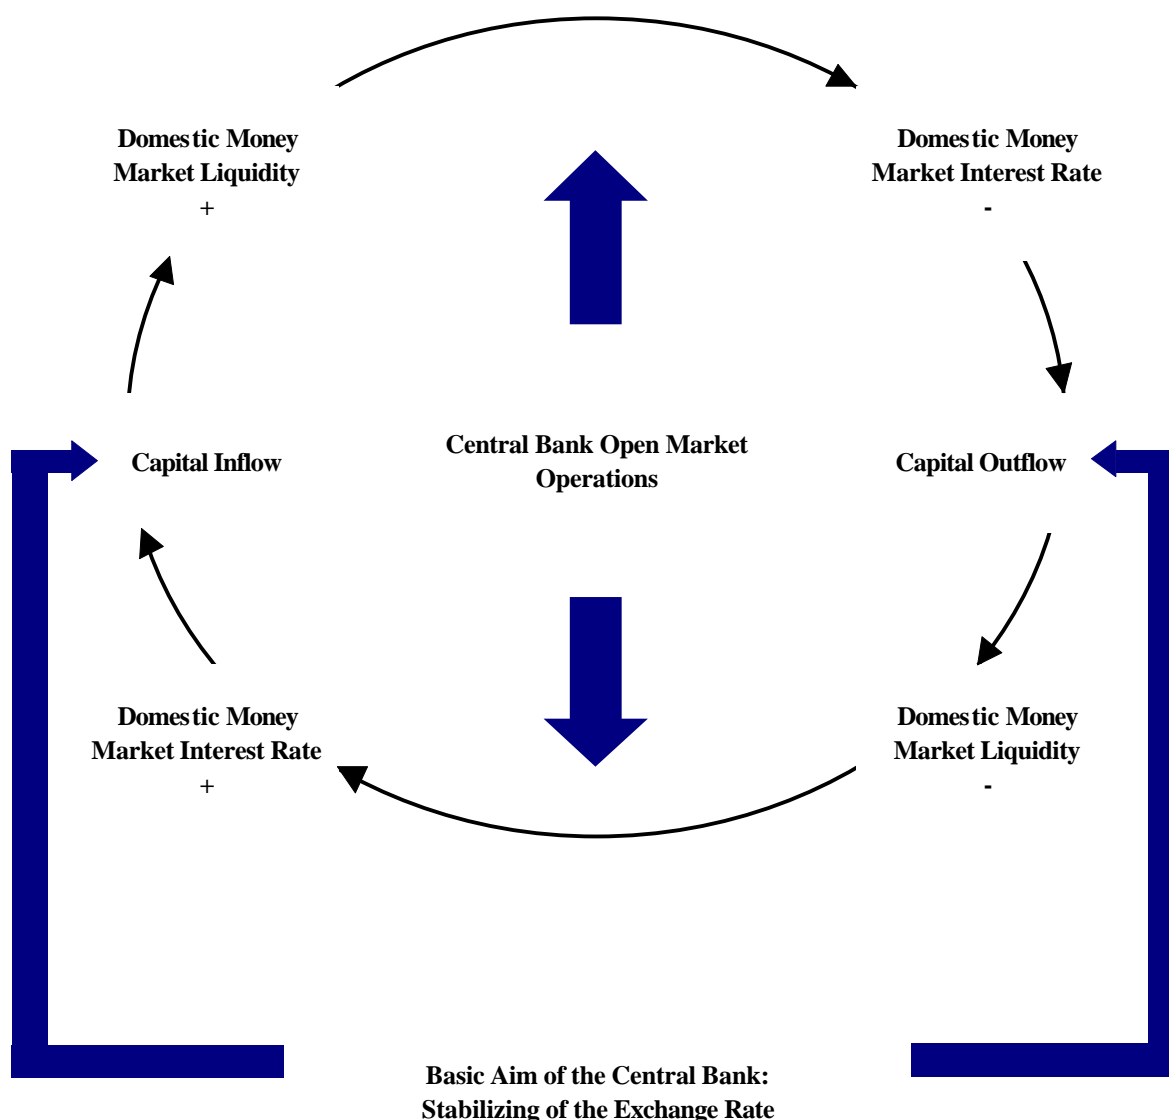 Domestic Money
Market Liquidity
+
Domestic Money
Market Interest Rate
-
Capital Inflow
Central Bank Open Market
Operations
Capital Outflow
Domestic Money
Market Interest Rate
+
Domestic Money
Market Liquidity
-
Basic Aim of the Central Bank:
Stabilizing of the Exchange Rate